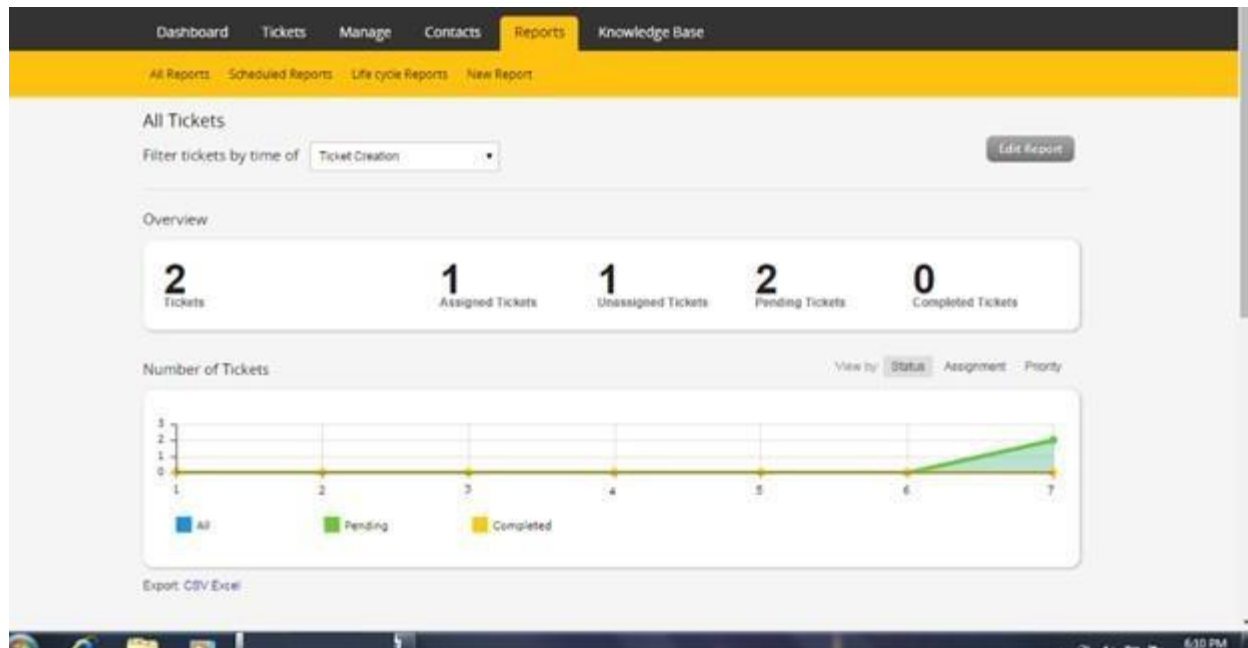 Dashboard Tickets Manage Contacts Reports Knowledge Base
All Reports Scheduled Reports Life cycle Reports New Report
All Tickets
Filter tickets by time of Ticket Creation
Edit Report
Overview
2 1 1 2 0
Tickets Assigned Tickets Unassigned Tickets Pending Tickets Completed Tickets
Number of Tickets View by Status Assignment Priority
3
2
1
0
1 2 3 4 5 6 7
All Pending Completed
Export: CSV Excel
6:10 PM